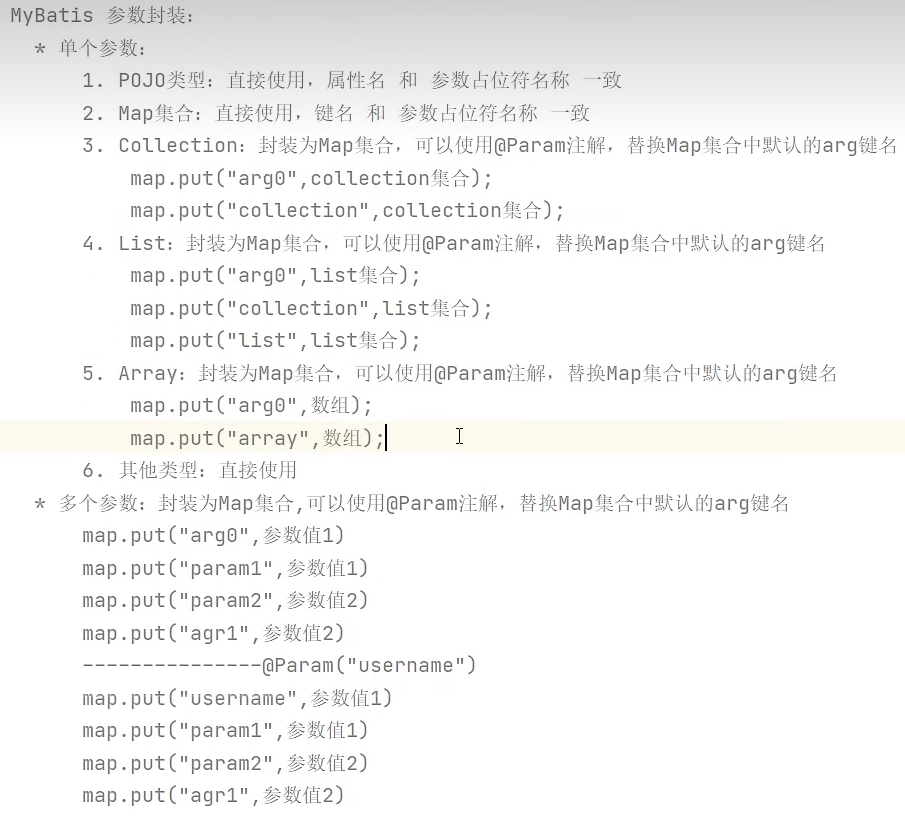 MyBatis 参数封装:
* 单个参数:
1. POJO类型: 直接使用, 属性名 和 参数占位符名称 一致
2. Map集合: 直接使用, 键名 和 参数占位符名称 一致
3. Collection: 封装为Map集合, 可以使用@Param注解, 替换Map集合中默认的arg键名
map.put("arg0",collection集合);
map.put("collection",collection集合);
4. List: 封装为Map集合, 可以使用@Param注解, 替换Map集合中默认的arg键名
map.put("arg0",list集合);
map.put("collection",list集合);
map.put("list",list集合);
5. Array: 封装为Map集合, 可以使用@Param注解, 替换Map集合中默认的arg键名
map.put("arg0",数组);
map.put("array",数组);
6. 其他类型: 直接使用
* 多个参数: 封装为Map集合,可以使用@Param注解, 替换Map集合中默认的arg键名
map.put("arg0",参数值1)
map.put("param1",参数值1)
map.put("param2",参数值2)
map.put("agr1",参数值2)
---------------@Param("username")
map.put("username",参数值1)
map.put("param1",参数值1)
map.put("param2",参数值2)
map.put("agr1",参数值2)